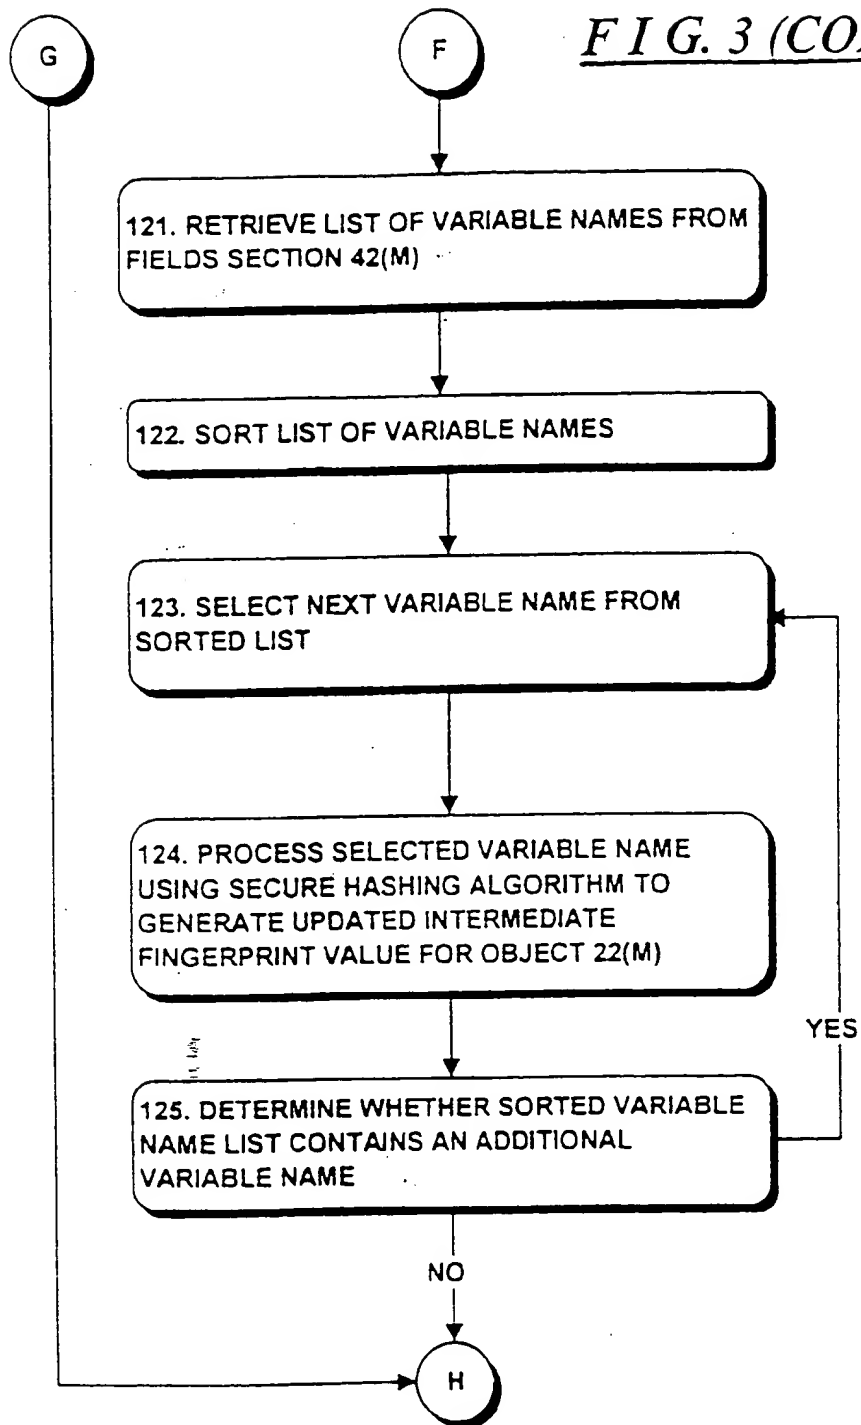 F I G. 3 (CO
G
F
121. RETRIEVE LIST OF VARIABLE NAMES FROM
FIELDS SECTION 42(M)
122. SORT LIST OF VARIABLE NAMES
123. SELECT NEXT VARIABLE NAME FROM
SORTED LIST
124. PROCESS SELECTED VARIABLE NAME
USING SECURE HASHING ALGORITHM TO
GENERATE UPDATED INTERMEDIATE
FINGERPRINT VALUE FOR OBJECT 22(M)
YES
125. DETERMINE WHETHER SORTED VARIABLE
NAME LIST CONTAINS AN ADDITIONAL
VARIABLE NAME
NO
H